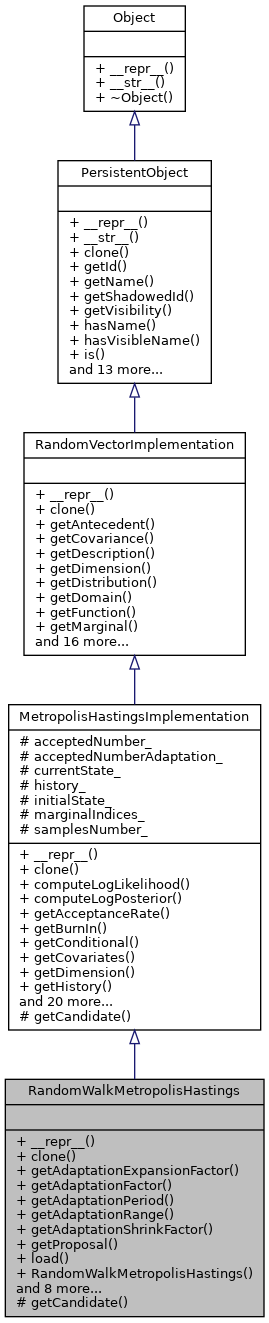 Object
+ __repr__()
+ __str__()
+ ~Object()
PersistentObject
+ __repr__()
+ __str__()
+ clone()
+ getId()
+ getName()
+ getShadowedId()
+ getVisibility()
+ hasName()
+ hasVisibleName()
+ is()
and 13 more...
RandomVectorImplementation
+ __repr__()
+ clone()
+ getAntecedent()
+ getCovariance()
+ getDescription()
+ getDimension()
+ getDistribution()
+ getDomain()
+ getFunction()
+ getMarginal()
and 16 more...
MetropolisHastingsImplementation
# acceptedNumber_
# acceptedNumberAdaptation_
# currentState_
# history_
# initialState_
# marginalIndices_
# samplesNumber_
+ __repr__()
+ clone()
+ computeLogLikelihood()
+ computeLogPosterior()
+ getAcceptanceRate()
+ getBurnIn()
+ getConditional()
+ getCovariates()
+ getDimension()
+ getHistory()
and 20 more...
# getCandidate()
RandomWalkMetropolisHastings
+ __repr__()
+ clone()
+ getAdaptationExpansionFactor()
+ getAdaptationFactor()
+ getAdaptationPeriod()
+ getAdaptationRange()
+ getAdaptationShrinkFactor()
+ getProposal()
+ load()
+ RandomWalkMetropolisHastings()
and 8 more...
# getCandidate()